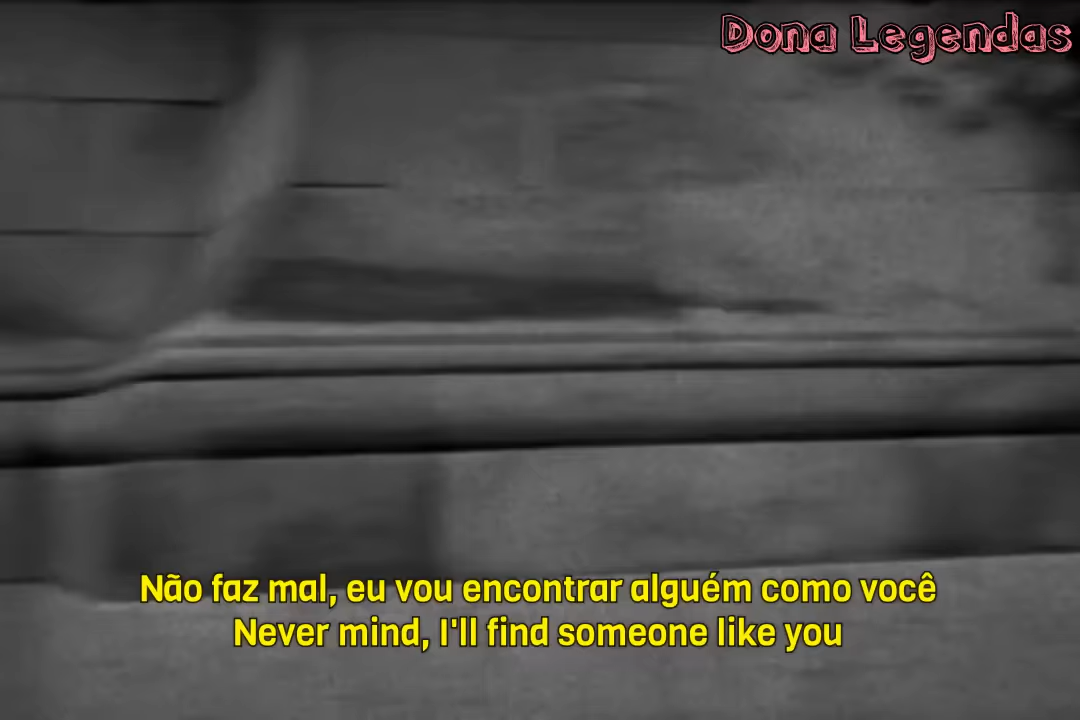 Dona Legendas
Não faz mal, eu vou encontrar alguém como você
Never mind, I'll find someone like you